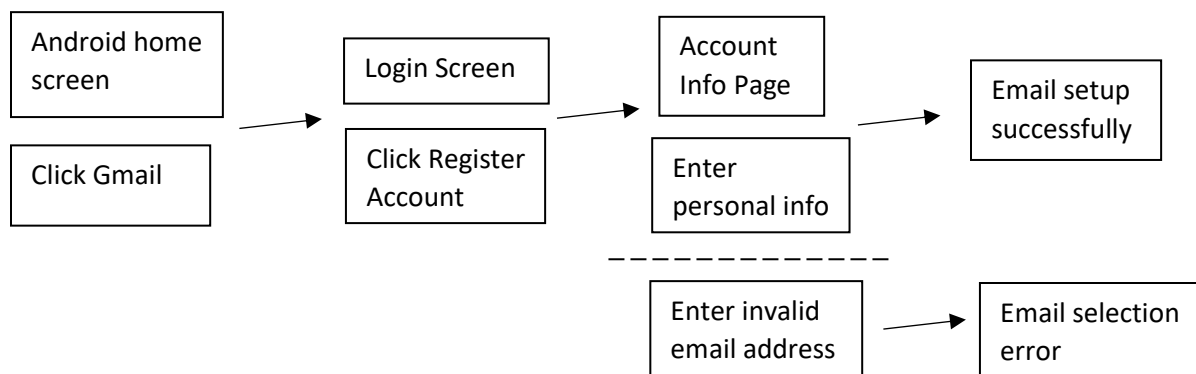 Android home
screen
Click Gmail
Login Screen
Click Register
Account
Account
Info Page
Enter
personal info
Enter invalid
email address
Email setup
successfully
Email selection
error